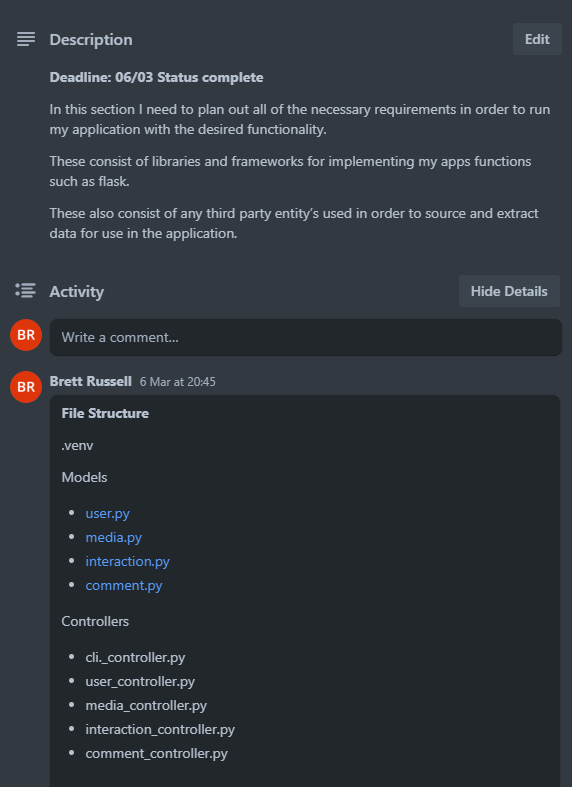 Description
Edit
Deadline: 06/03 Status complete
In this section I need to plan out all of the necessary requirements in order to run
my application with the desired functionality.
These consist of libraries and frameworks for implementing my apps functions
such as flask.
These also consist of any third party entity’s used in order to source and extract
data for use in the application.
Activity
Hide Details
BR
Write a comment...
BR
Brett Russell 6 Mar at 20:45
File Structure
.venv
Models
• user.py
• media.py
• interaction.py
• comment.py
Controllers
• cli._controller.py
• user_controller.py
• media_controller.py
• interaction_controller.py
• comment_controller.py